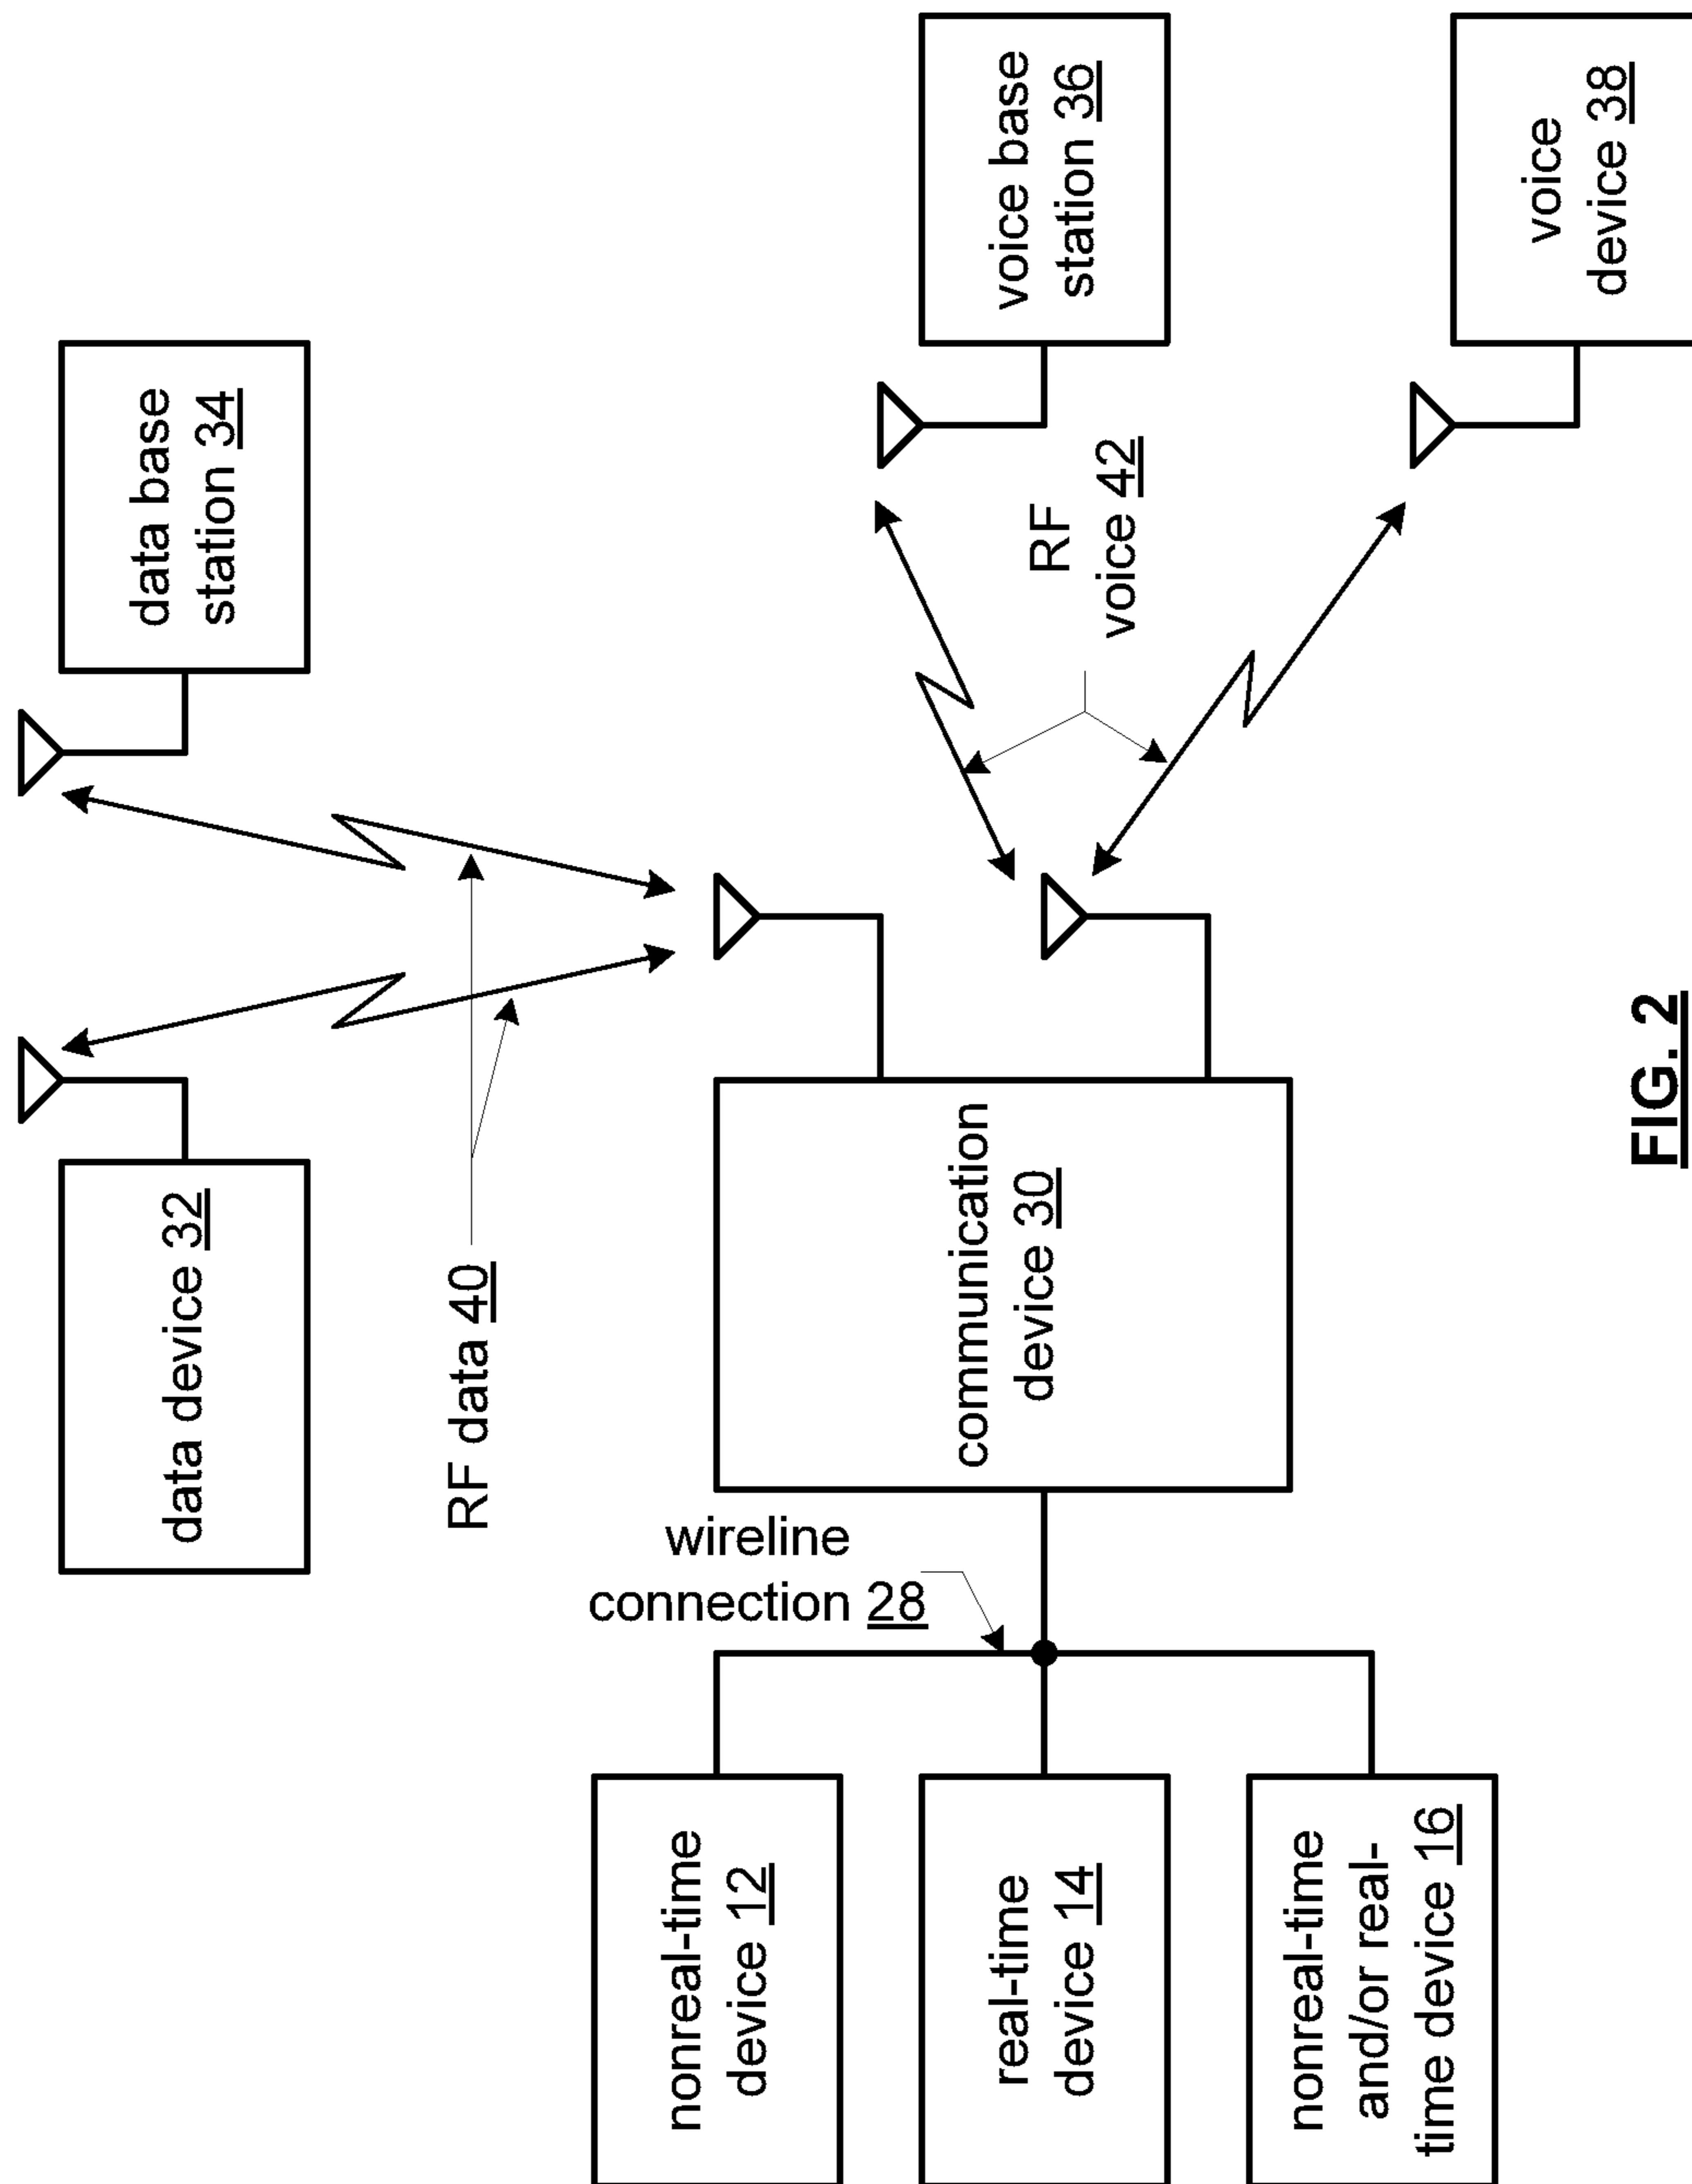 data device 32
data base
station 34
RF data 40
wireline
connection 28
nonreal-time
device 12
communication
device 30
RF
voice 42
voice base
station 36
real-time
device 14
nonreal-time
and/or real-
time device 16
voice
device 38
FIG. 2